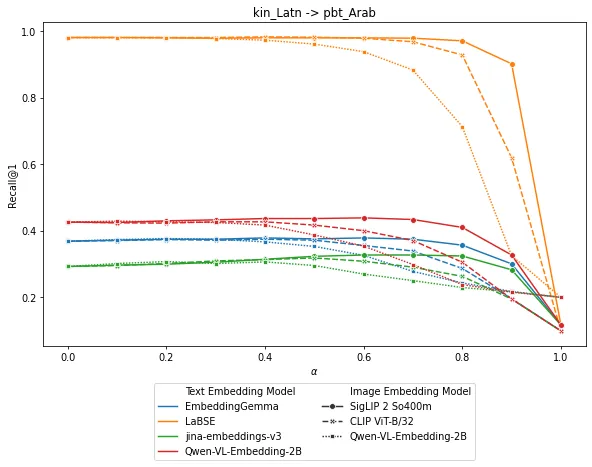 kin_Latn -> pbt_Arab
Recall@1
1.0
0.8
0.6
0.4
0.2
0.0 0.2 0.4 0.6 0.8 1.0
α
Text Embedding Model
EmbeddingGemma
LaBSE
jina-embeddings-v3
Qwen-VL-Embedding-2B
Image Embedding Model
SigLIP 2 So400m
CLIP ViT-B/32
Qwen-VL-Embedding-2B